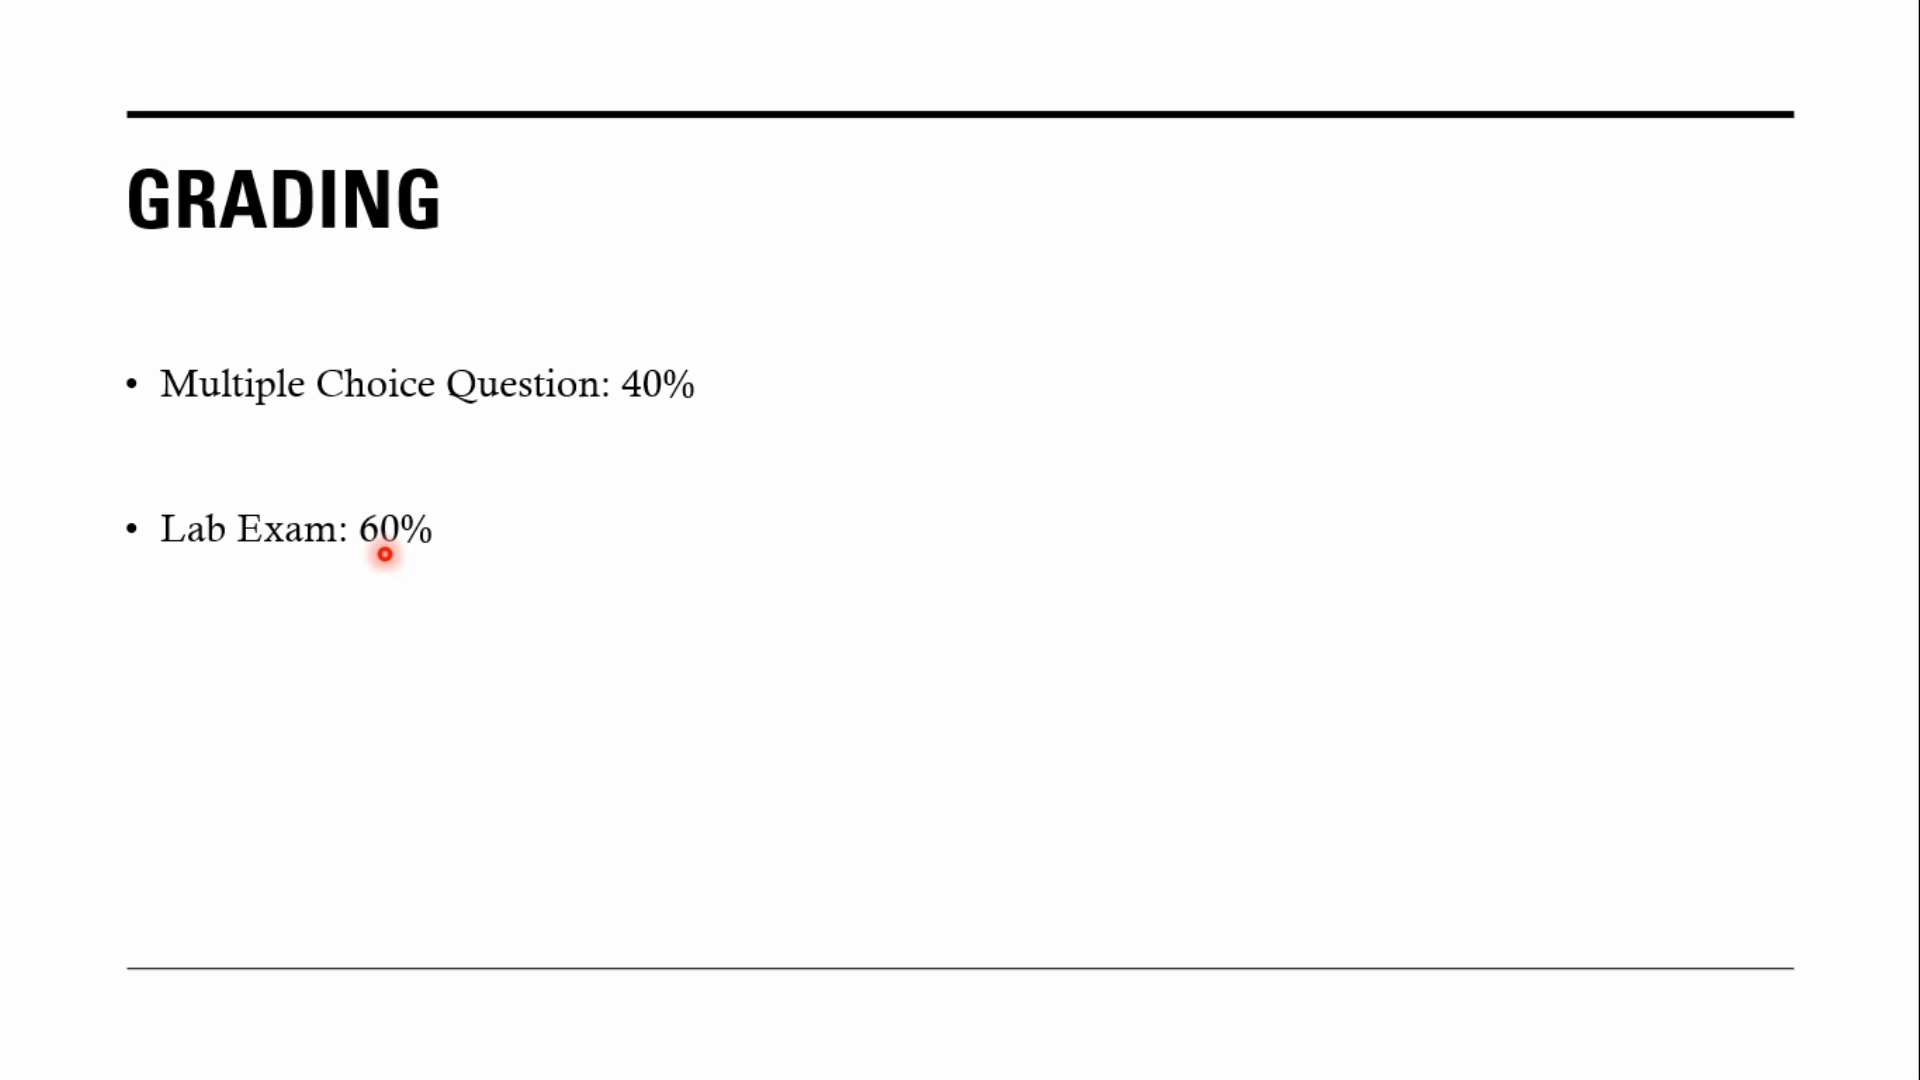 GRADING
• Multiple Choice Question: 40%
• Lab Exam: 60%